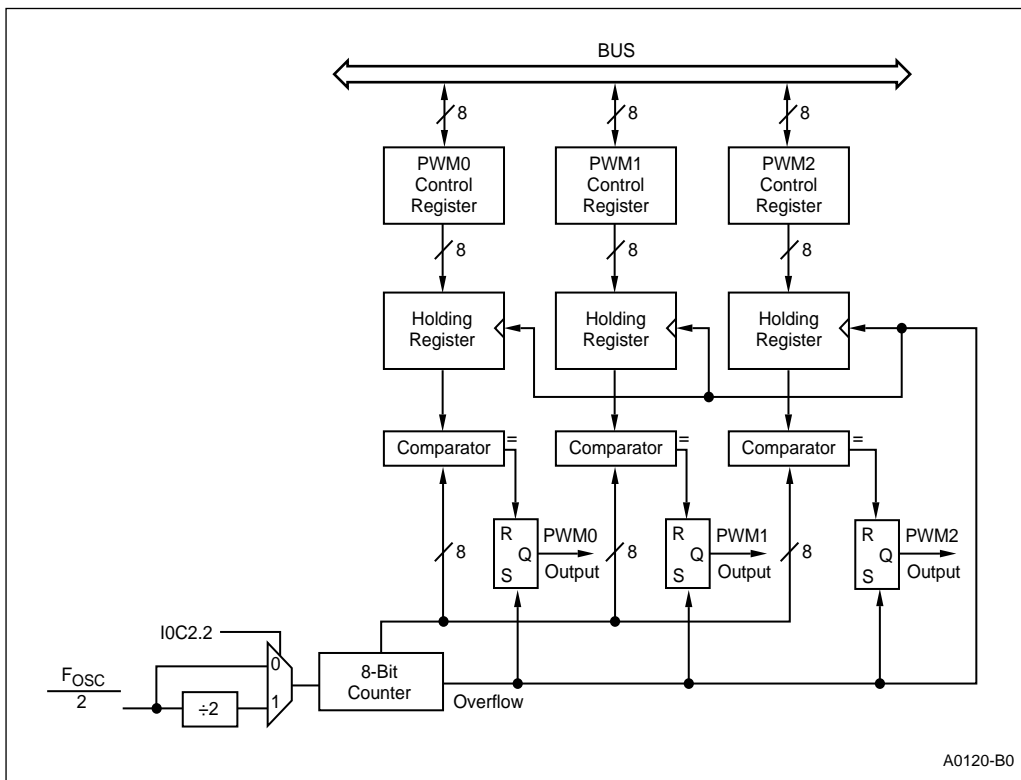 BUS
8
8
8
PWM0
Control
Register
PWM1
Control
Register
PWM2
Control
Register
8
8
8
Holding
Register
Holding
Register
Holding
Register
Comparator
=
Comparator
=
Comparator
=
8
R
Q
S
PWM0
Output
8
R
Q
S
PWM1
Output
8
R
Q
S
PWM2
Output
I0C2.2
FOSC
2
÷2
0
1
8-Bit
Counter
Overflow
A0120-B0